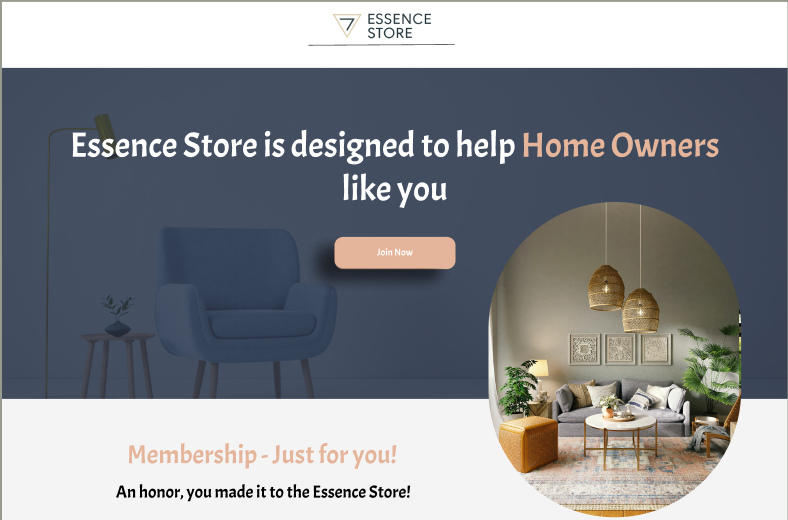 ESSENCE
STORE
Essence Store is designed to help Home Owners
like you
Join Now
Membership - Just for you!
An honor, you made it to the Essence Store!